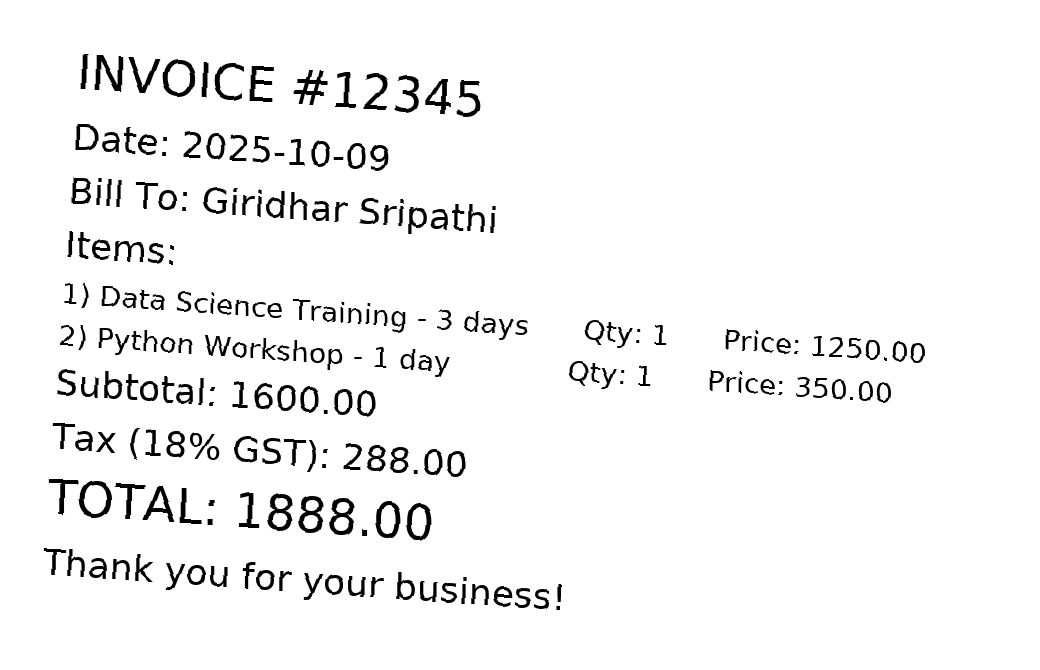 INVOICE #12345
Date: 2025-10-09
Bill To: Giridhar Sripathi
Items:
1) Data Science Training - 3 days Qty: 1 Price: 1250.00
2) Python Workshop - 1 day Qty: 1 Price: 350.00
Subtotal: 1600.00
Tax (18% GST): 288.00
TOTAL: 1888.00
Thank you for your business!